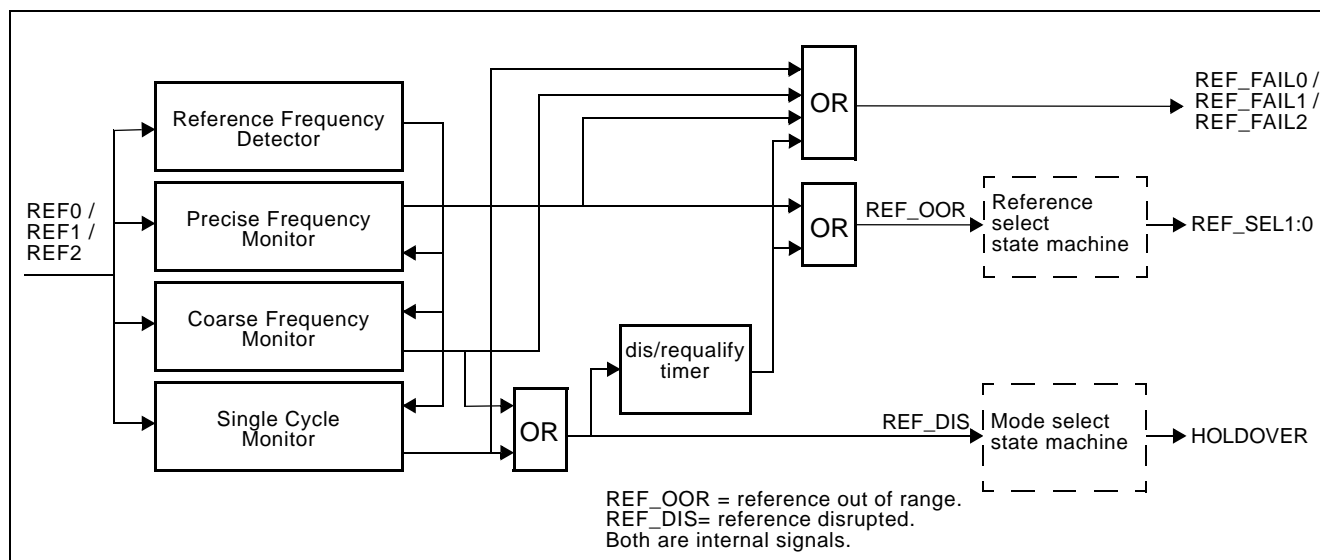 REF0 /
REF1 /
REF2
Reference Frequency
Detector
Precise Frequency
Monitor
Coarse Frequency
Monitor
Single Cycle
Monitor
OR
dis/requalify
timer
OR
OR
REF_FAIL0 /
REF_FAIL1 /
REF_FAIL2
REF_OOR
Reference
select
state machine
REF_SEL1:0
REF_DIS
Mode select
state machine
HOLDOVER
REF_OOR = reference out of range.
REF_DIS= reference disrupted.
Both are internal signals.